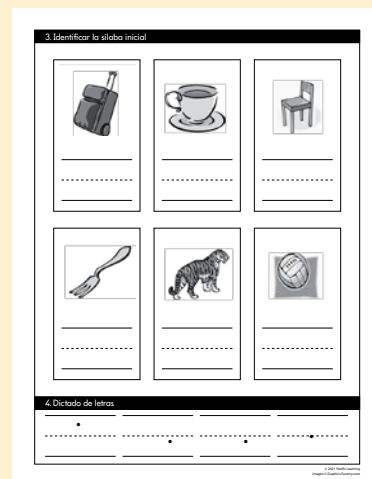 3. Identificar la sílaba inicial
4. Dictado de letras